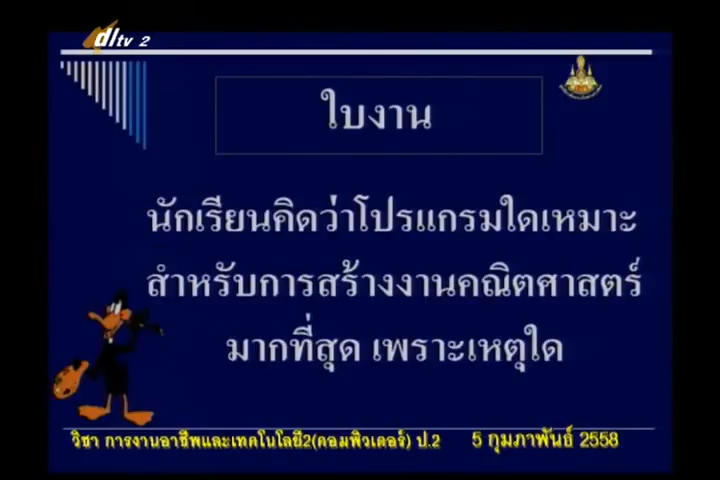 dltv 2
ใบงาน
นักเรียนคิดว่าโปรแกรมใดเหมาะ
สำหรับการสร้างงานคณิตศาสตร์
มากที่สุด เพราะเหตุใด
วิชา การงานอาชีพและเทคโนโลยี2(คอมพิวเตอร์) ป.2 5 กุมภาพันธ์ 2558